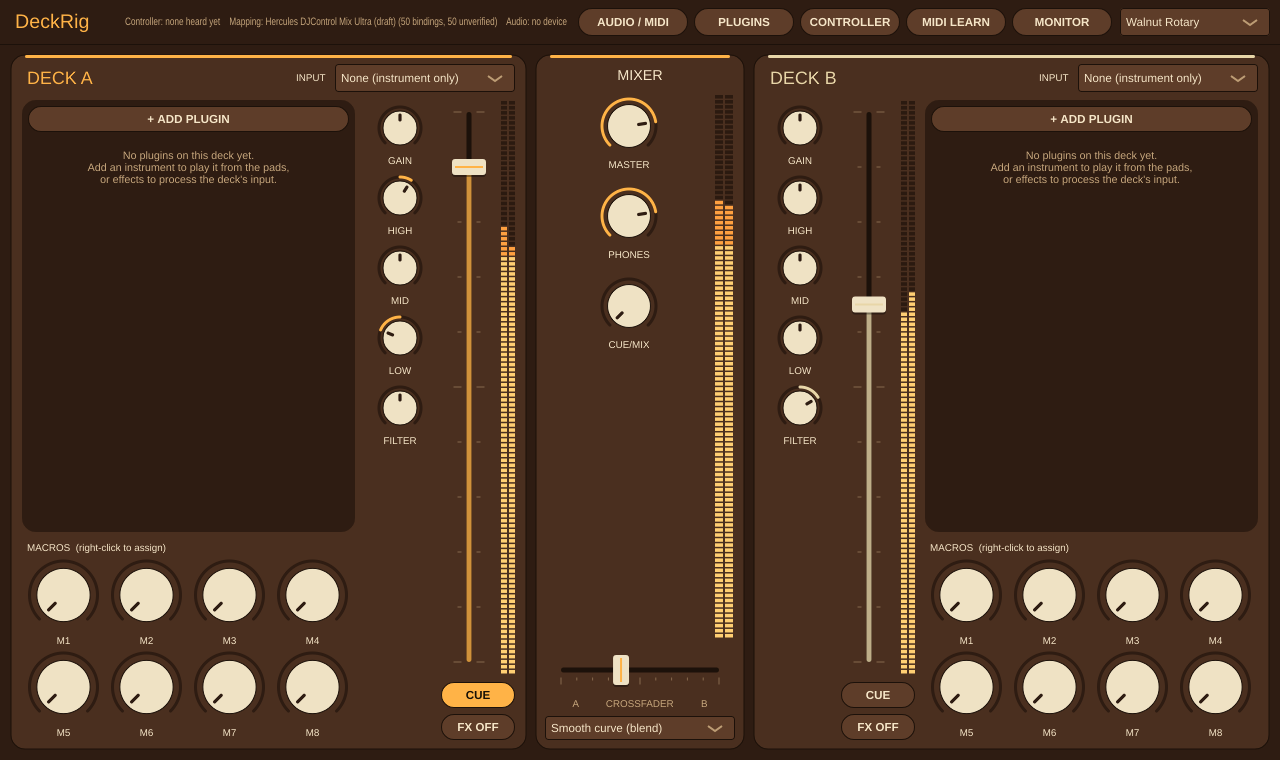 DeckRig
Controller: none heard yet Mapping: Hercules DJControl Mix Ultra (draft) (50 bindings, 50 unverified) Audio: no device
AUDIO / MIDI
PLUGINS
CONTROLLER
MIDI LEARN
MONITOR
Walnut Rotary
DECK A
INPUT
None (instrument only)
+ ADD PLUGIN
No plugins on this deck yet.
Add an instrument to play it from the pads,
or effects to process the deck's input.
GAIN
HIGH
MID
LOW
FILTER
MACROS (right-click to assign)
M1
M2
M3
M4
M5
M6
M7
M8
CUE
FX OFF
MIXER
MASTER
PHONES
CUE/MIX
A
CROSSFADER
B
Smooth curve (blend)
DECK B
INPUT
None (instrument only)
GAIN
HIGH
MID
LOW
FILTER
CUE
FX OFF
+ ADD PLUGIN
No plugins on this deck yet.
Add an instrument to play it from the pads,
or effects to process the deck's input.
MACROS (right-click to assign)
M1
M2
M3
M4
M5
M6
M7
M8